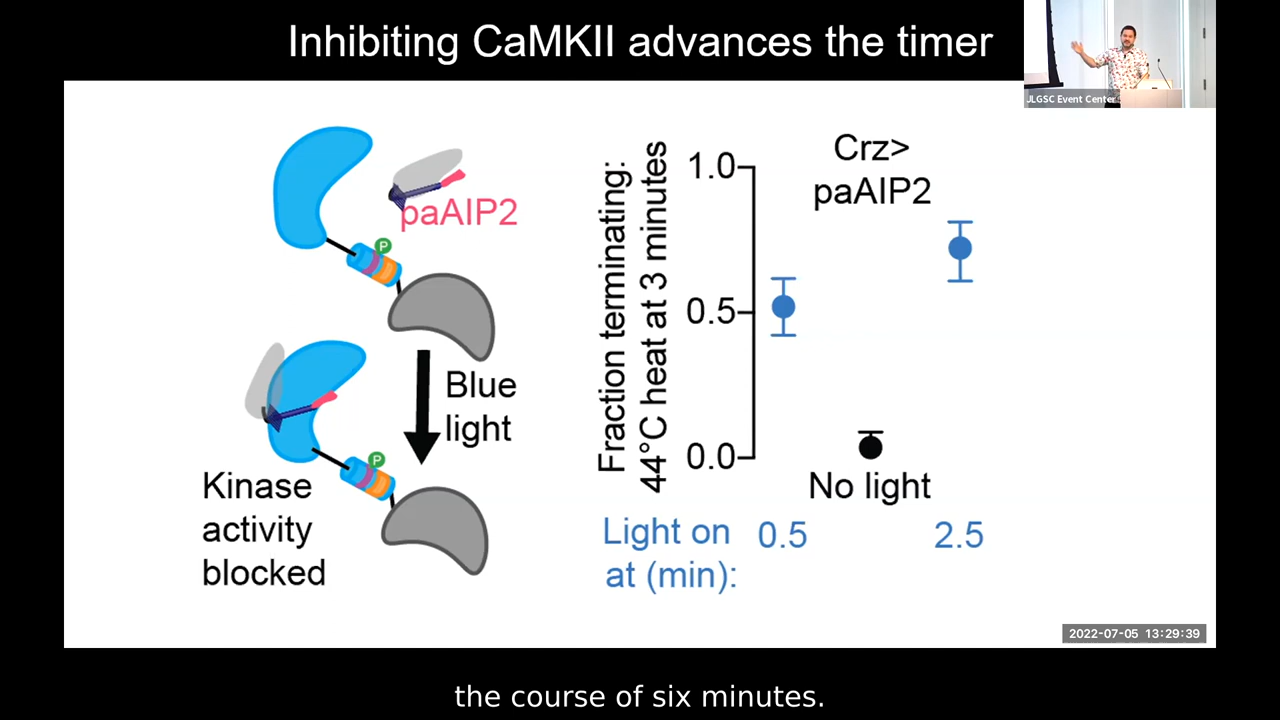 Inhibiting CaMKII advances the timer
JLGSC Event Center
paAIP2
P
Blue
light
P
Kinase
activity
blocked
Fraction terminating:
44°C heat at 3 minutes
1.0
0.5
0.0
Crz>
paAIP2
No light
Light on
at (min):
0.5
2.5
2022-07-05 13:29:39
the course of six minutes.